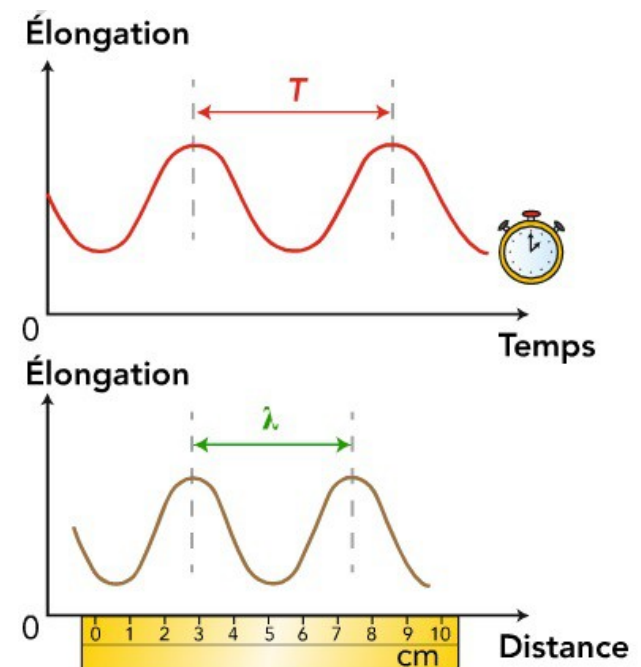 Élongation
T
0
Temps
Élongation
λ
0
0 1 2 3 4 5 6 7 8 9 10
cm
Distance